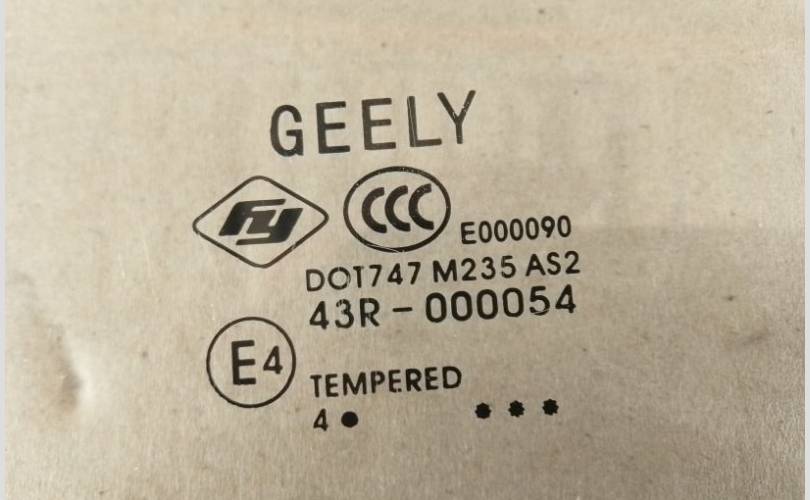 GEELY
FY
CCC E000090
DOT747 M235 AS2
43R-000054
E4
TEMPERED
4 ● ✱ ✱ ✱